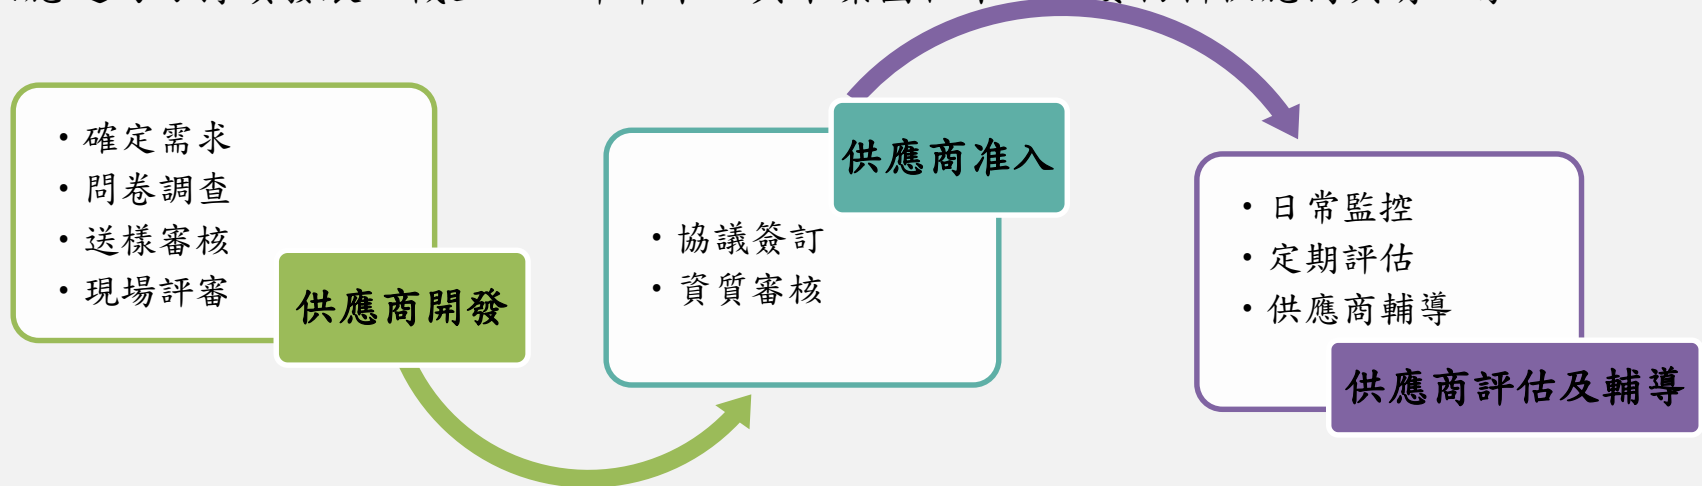 ・確定需求
・問卷調查
・送樣審核
・現場評審
供應商開發
供應商准入
・協議簽訂
・資質審核
・日常監控
・定期評估
・供應商輔導
供應商評估及輔導